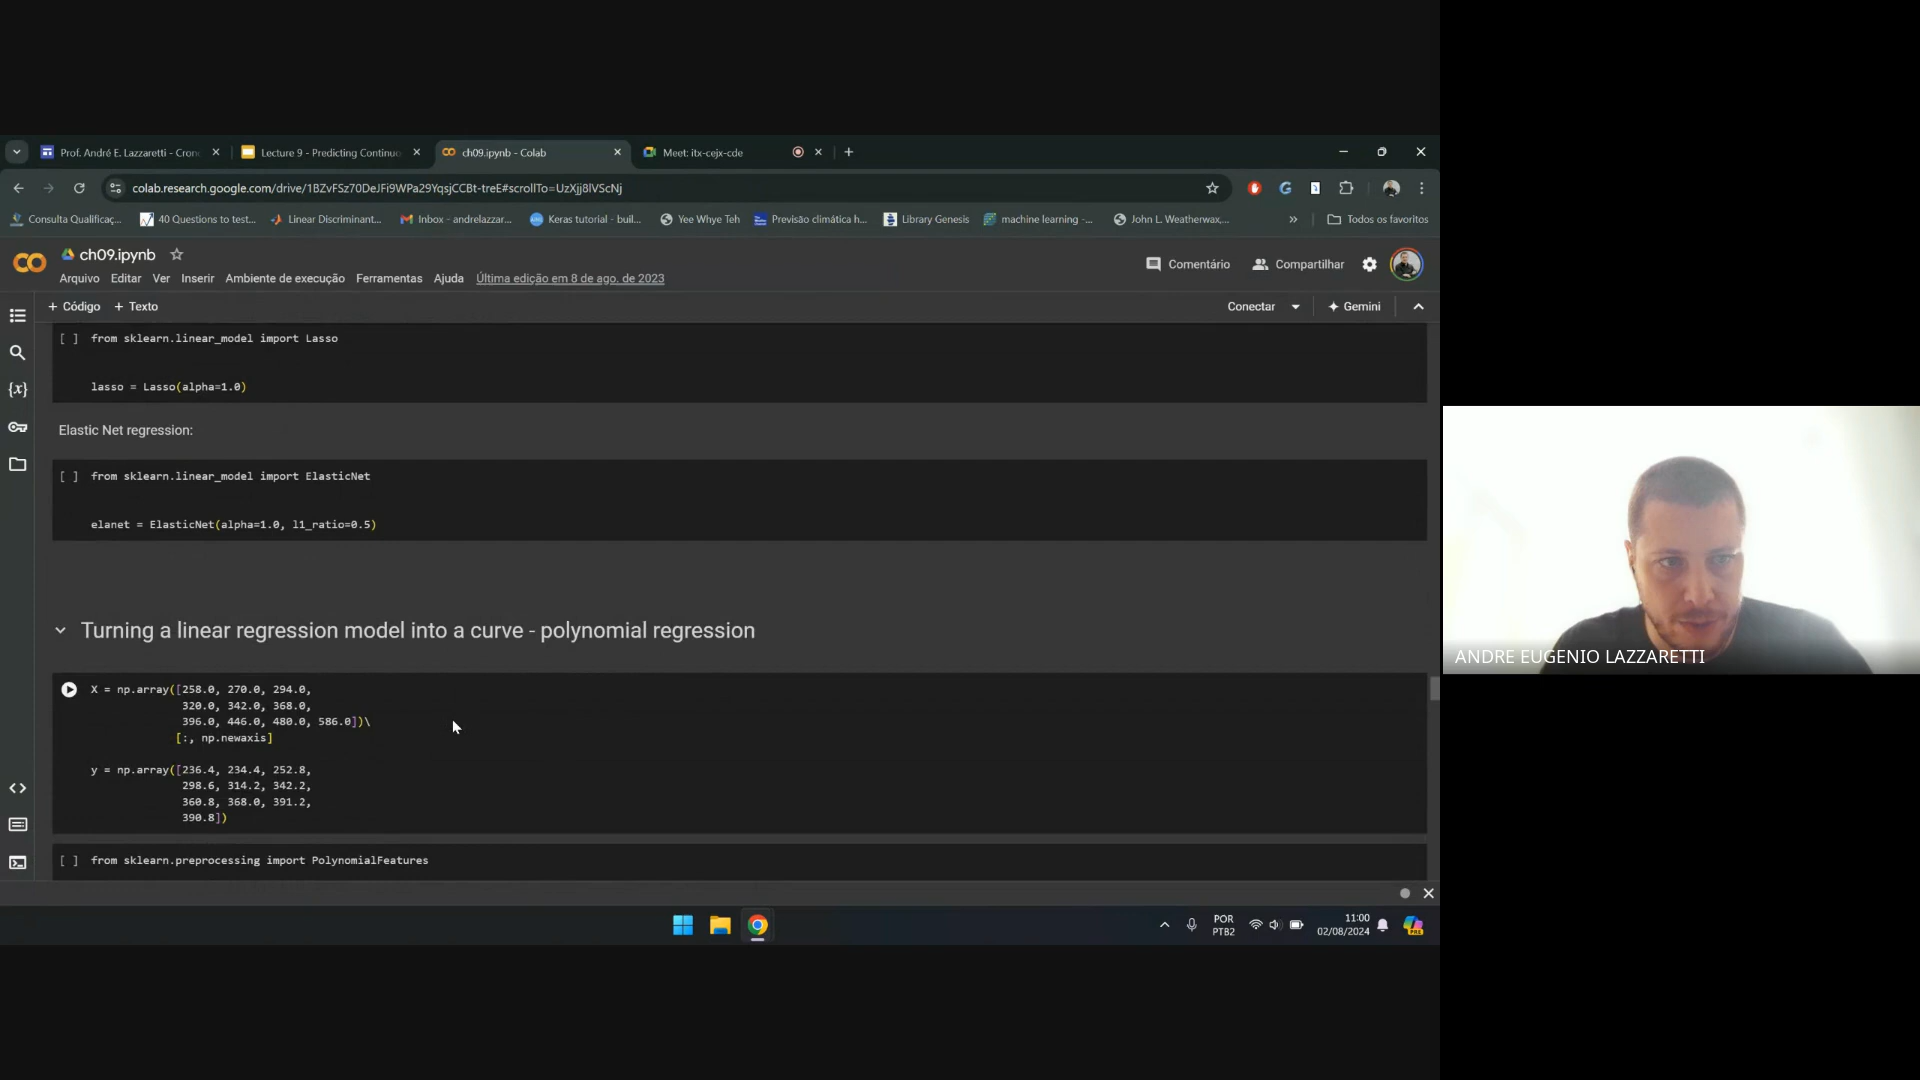 Prof. André E. Lazzaretti - Cron
Lecture 9 - Predicting Continuo
ch09.ipynb - Colab
Meet: itx-cejx-cde
colab.research.google.com/drive/1BZvFSz70DeJFi9WPa29YqsjCCBt-treE#scrollTo=UzXjj8lVScNj
Consulta Qualificaç...
40 Questions to test...
Linear Discriminant...
Inbox - andrelazzar...
Keras tutorial - buil...
Yee Whye Teh
Previsão climática h...
Library Genesis
machine learning -...
John L. Weatherwax,...
Todos os favoritos
ch09.ipynb
Comentário
Compartilhar
Arquivo Editar Ver Inserir Ambiente de execução Ferramentas Ajuda Última edição em 8 de ago. de 2023
+ Código + Texto
Conectar
Gemini
[ ] from sklearn.linear_model import Lasso
lasso = Lasso(alpha=1.0)
Elastic Net regression:
[ ] from sklearn.linear_model import ElasticNet
elanet = ElasticNet(alpha=1.0, l1_ratio=0.5)
Turning a linear regression model into a curve - polynomial regression
X = np.array([258.0, 270.0, 294.0,
320.0, 342.0, 368.0,
396.0, 446.0, 480.0, 586.0])\
[:, np.newaxis]
y = np.array([236.4, 234.4, 252.8,
298.6, 314.2, 342.2,
360.8, 368.0, 391.2,
390.8])
[ ] from sklearn.preprocessing import PolynomialFeatures
POR
PTB2
11:00
02/08/2024
ANDRE EUGENIO LAZZARETTI